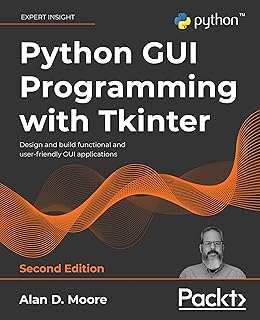 EXPERT INSIGHT
python™
Python GUI
Programming
with Tkinter
Design and build functional and
user-friendly GUI applications
Second Edition
Alan D. Moore
Packt>